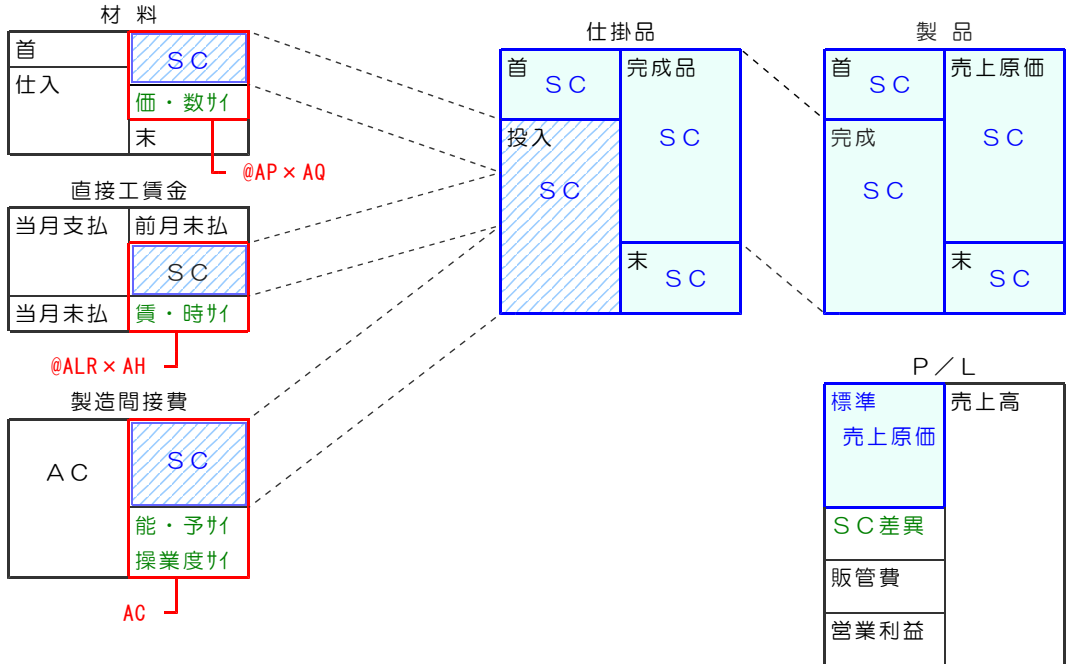 材 料
首
ＳＣ
仕入
価・数ｻｲ
末
@AP×AQ
直接工賃金
当月支払
前月未払
ＳＣ
当月未払
賃・時ｻｲ
@ALR×AH
製造間接費
ＡＣ
ＳＣ
能・予ｻｲ
操業度ｻｲ
AC
仕掛品
首
ＳＣ
完成品
ＳＣ
投入
ＳＣ
末
ＳＣ
製 品
首
ＳＣ
売上原価
ＳＣ
完成
ＳＣ
末
ＳＣ
Ｐ／Ｌ
標準
売上原価
売上高
ＳＣ差異
販管費
営業利益